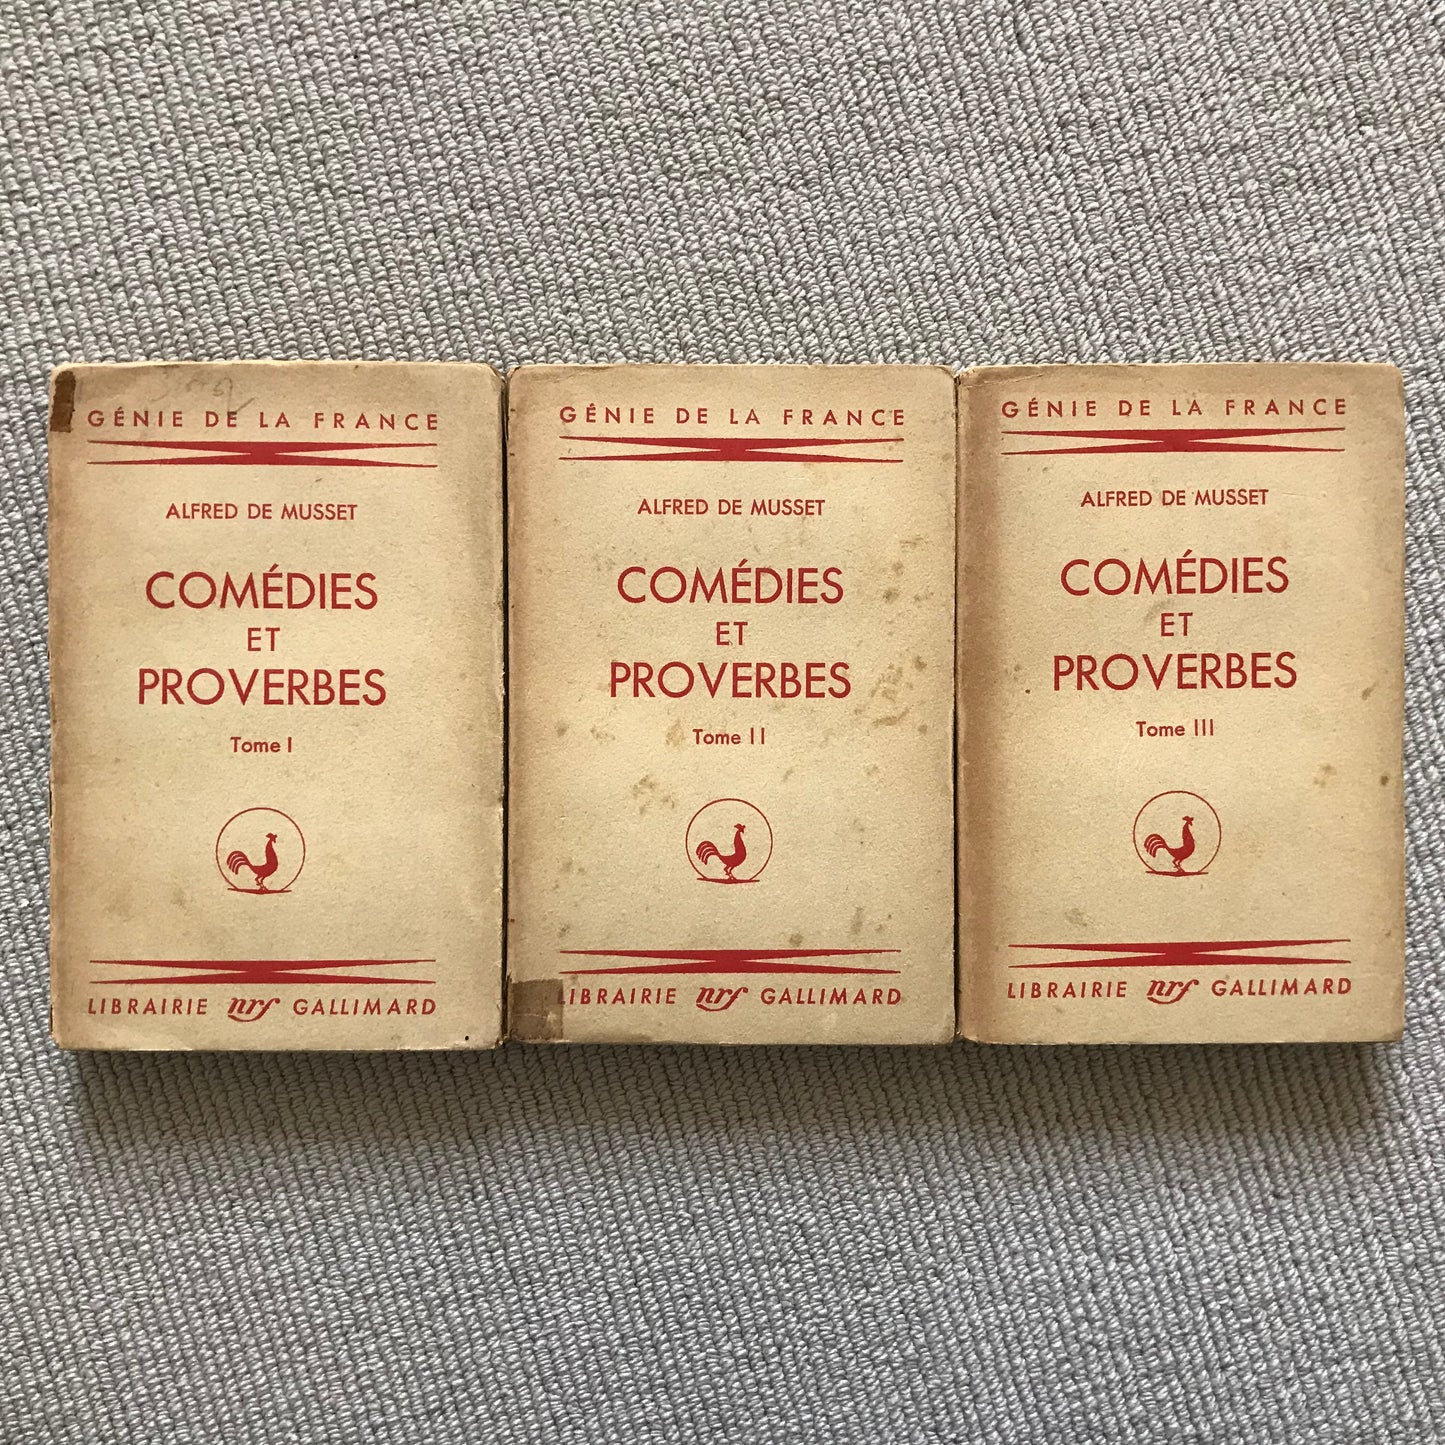 GÉNIE DE LA FRANCE
ALFRED DE MUSSET
COMÉDIES
ET
PROVERBES
Tome I
LIBRAIRIE nrf GALLIMARD
GÉNIE DE LA FRANCE
ALFRED DE MUSSET
COMÉDIES
ET
PROVERBES
Tome II
LIBRAIRIE nrf GALLIMARD
GÉNIE DE LA FRANCE
ALFRED DE MUSSET
COMÉDIES
ET
PROVERBES
Tome III
LIBRAIRIE nrf GALLIMARD